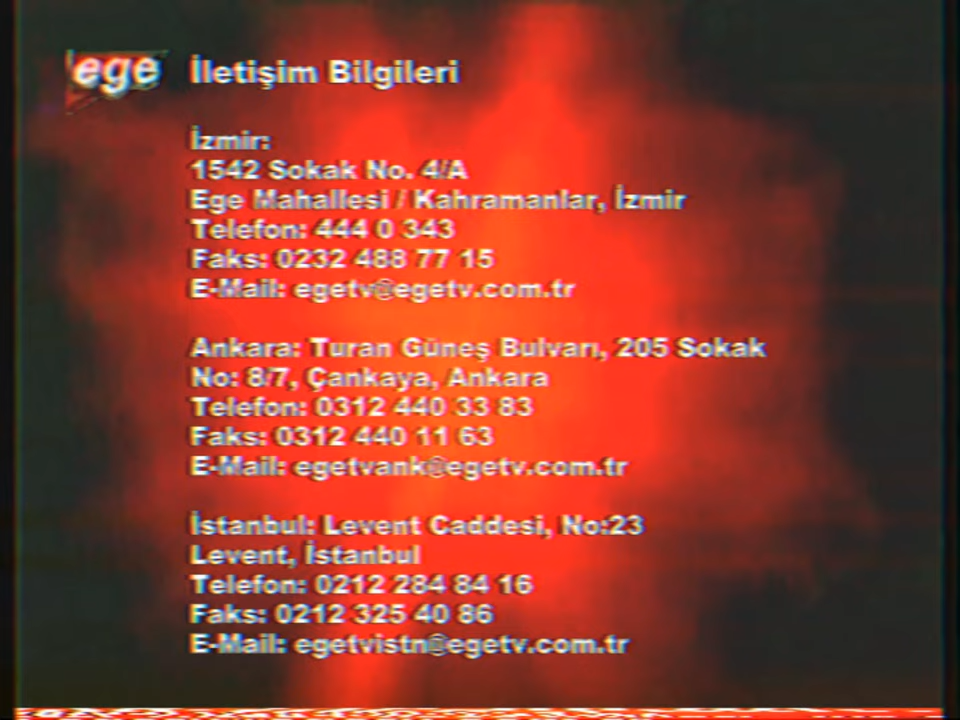 ege İletişim Bilgileri
İzmir:
1542 Sokak No. 4/A
Ege Mahallesi / Kahramanlar, İzmir
Telefon: 444 0 343
Faks: 0232 488 77 15
E-Mail: egetv@egetv.com.tr
Ankara: Turan Güneş Bulvarı, 205 Sokak
No: 8/7, Çankaya, Ankara
Telefon: 0312 440 33 83
Faks: 0312 440 11 63
E-Mail: egetvank@egetv.com.tr
İstanbul: Levent Caddesi, No:23
Levent, İstanbul
Telefon: 0212 284 84 16
Faks: 0212 325 40 86
E-Mail: egetvistn@egetv.com.tr